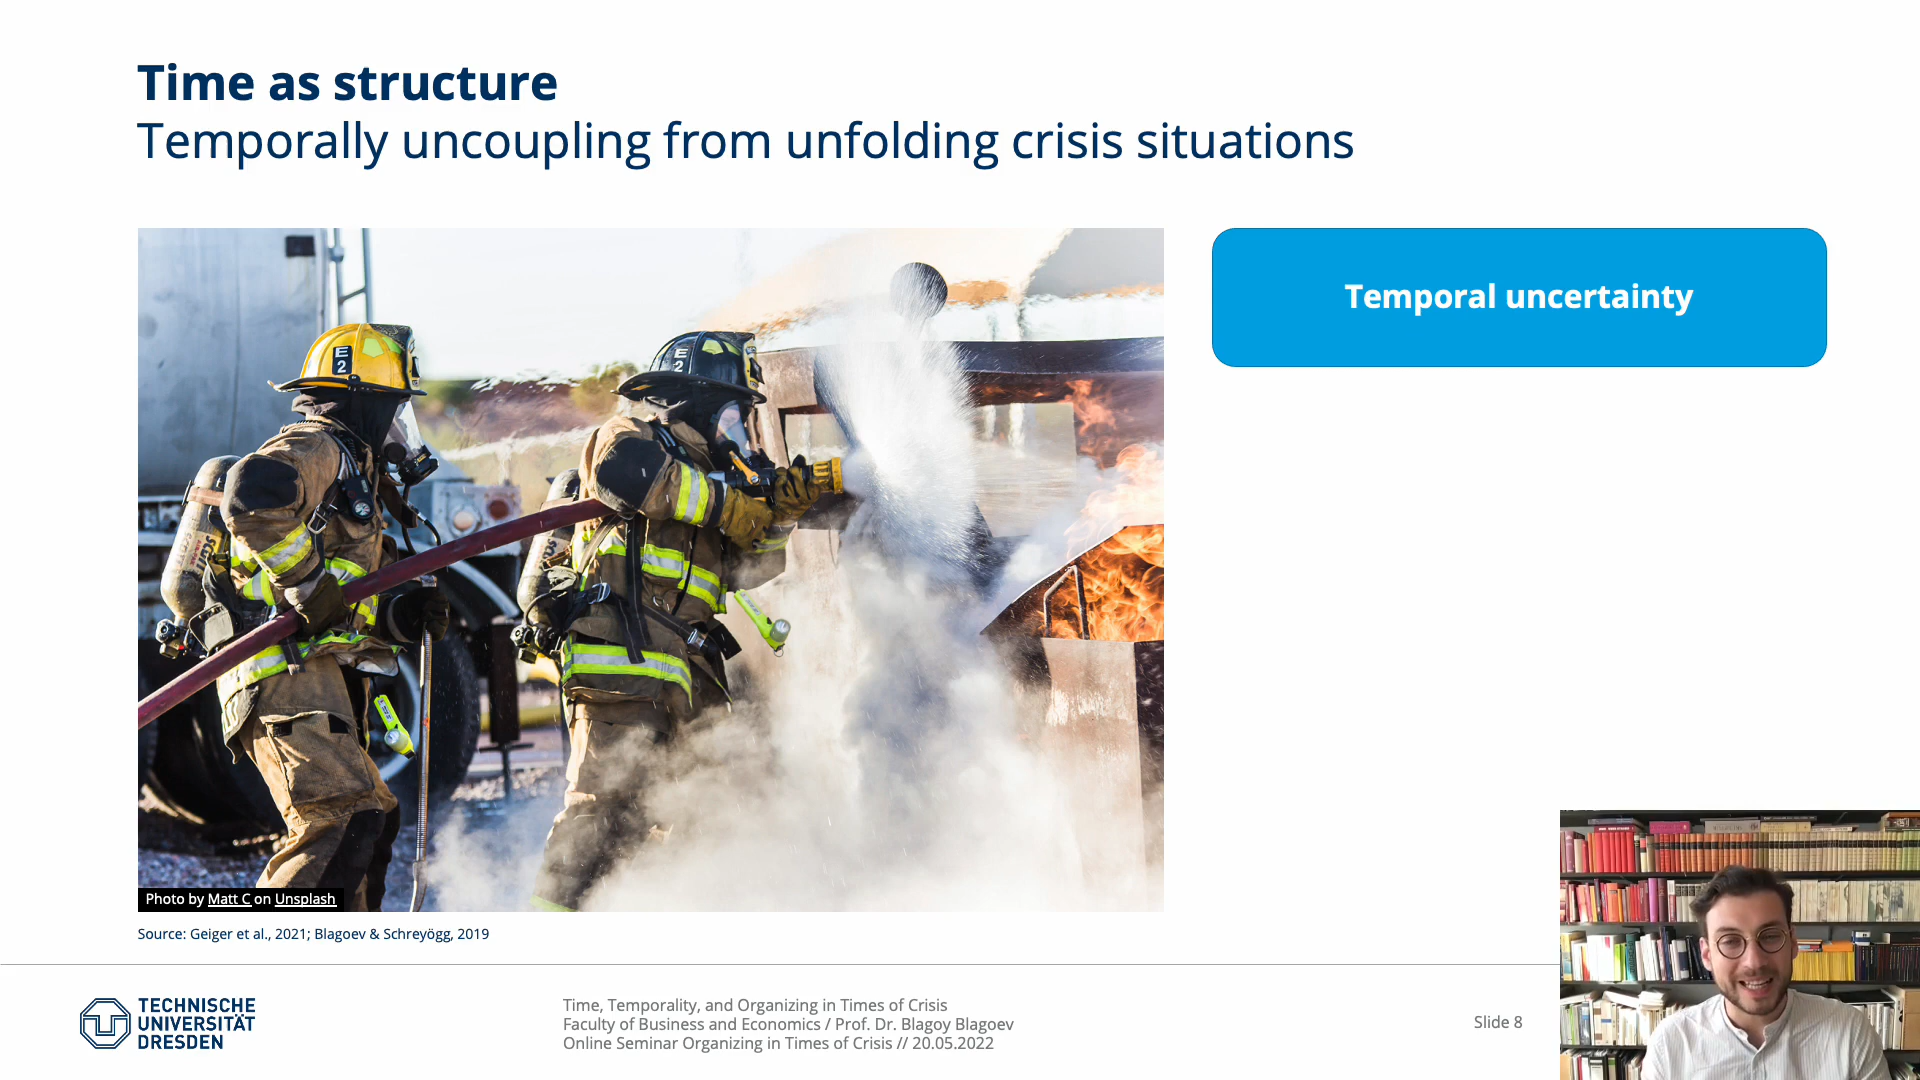 Time as structure
Temporally uncoupling from unfolding crisis situations
Temporal uncertainty
E
2
E
2
Photo by Matt C on Unsplash
Source: Geiger et al., 2021; Blagoev & Schreyögg, 2019
TECHNISCHE
UNIVERSITÄT
DRESDEN
Time, Temporality, and Organizing in Times of Crisis
Faculty of Business and Economics / Prof. Dr. Blagoy Blagoev
Online Seminar Organizing in Times of Crisis // 20.05.2022
Slide 8